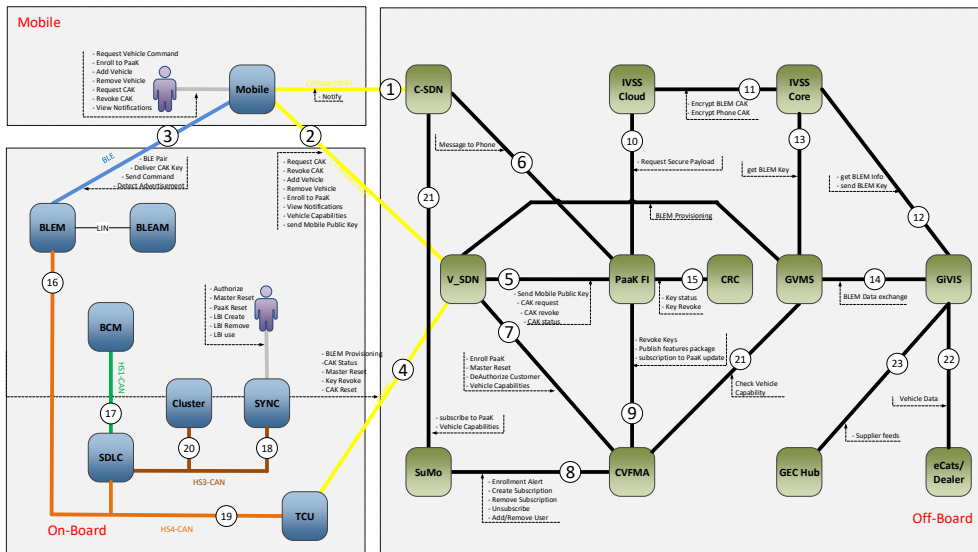 Mobile
- Request Vehicle Command
- Enroll to PaaK
- Add Vehicle
- Remove Vehicle
- Request CAK
- Revoke CAK
- View Notifications
Mobile
- Notify
1
2
3
BLE
- BLE Pair
- Deliver CAK Key
- Send Command
- Detect Advertisement
- Request CAK
- Revoke CAK
- Add Vehicle
- Remove Vehicle
- Enroll to PaaK
- View Notifications
- Vehicle Capabilities
- send Mobile Public Key
BLEM
LIN
BLEAM
16
- Authorize
- Master Reset
- PaaK Reset
- LBI Create
- LBI Remove
- LBI use
BCM
HS1-CAN
17
Cluster
SYNC
20
18
SDLC
HS3-CAN
- BLEM Provisioning
-CAK Status
- Master Reset
- Key Revoke
- CAK Reset
4
19
HS4-CAN
TCU
On-Board
C-SDN
Message to Phone
6
21
IVSS
Cloud
11
- Encrypt BLEM CAK
- Encrypt Phone CAK
IVSS
Core
10
13
- Request Secure Payload
get BLEM Key
- get BLEM Info
- send BLEM Key
12
BLEM Provisioning
V_SDN
5
PaaK FI
15
CRC
GVMS
14
GiVIS
- Send Mobile Public Key
- CAK request
- CAK revoke
- CAK status
- Key status
- Key Revoke
BLEM Data exchange
7
- Enroll PaaK
- Master Reset
- DeAuthorize Customer
- Vehicle Capabilities
- Revoke Keys
- Publish features package
- subscription to PaaK update
21
Check Vehicle
Capability
23
22
Vehicle Data
9
- subscribe to PaaK
- Vehicle Capabilities
- Supplier feeds
SuMo
8
CVFMA
GEC Hub
eCats/
Dealer
- Enrollment Alert
- Create Subscription
- Remove Subscription
- Unsubscribe
- Add/Remove User
Off-Board